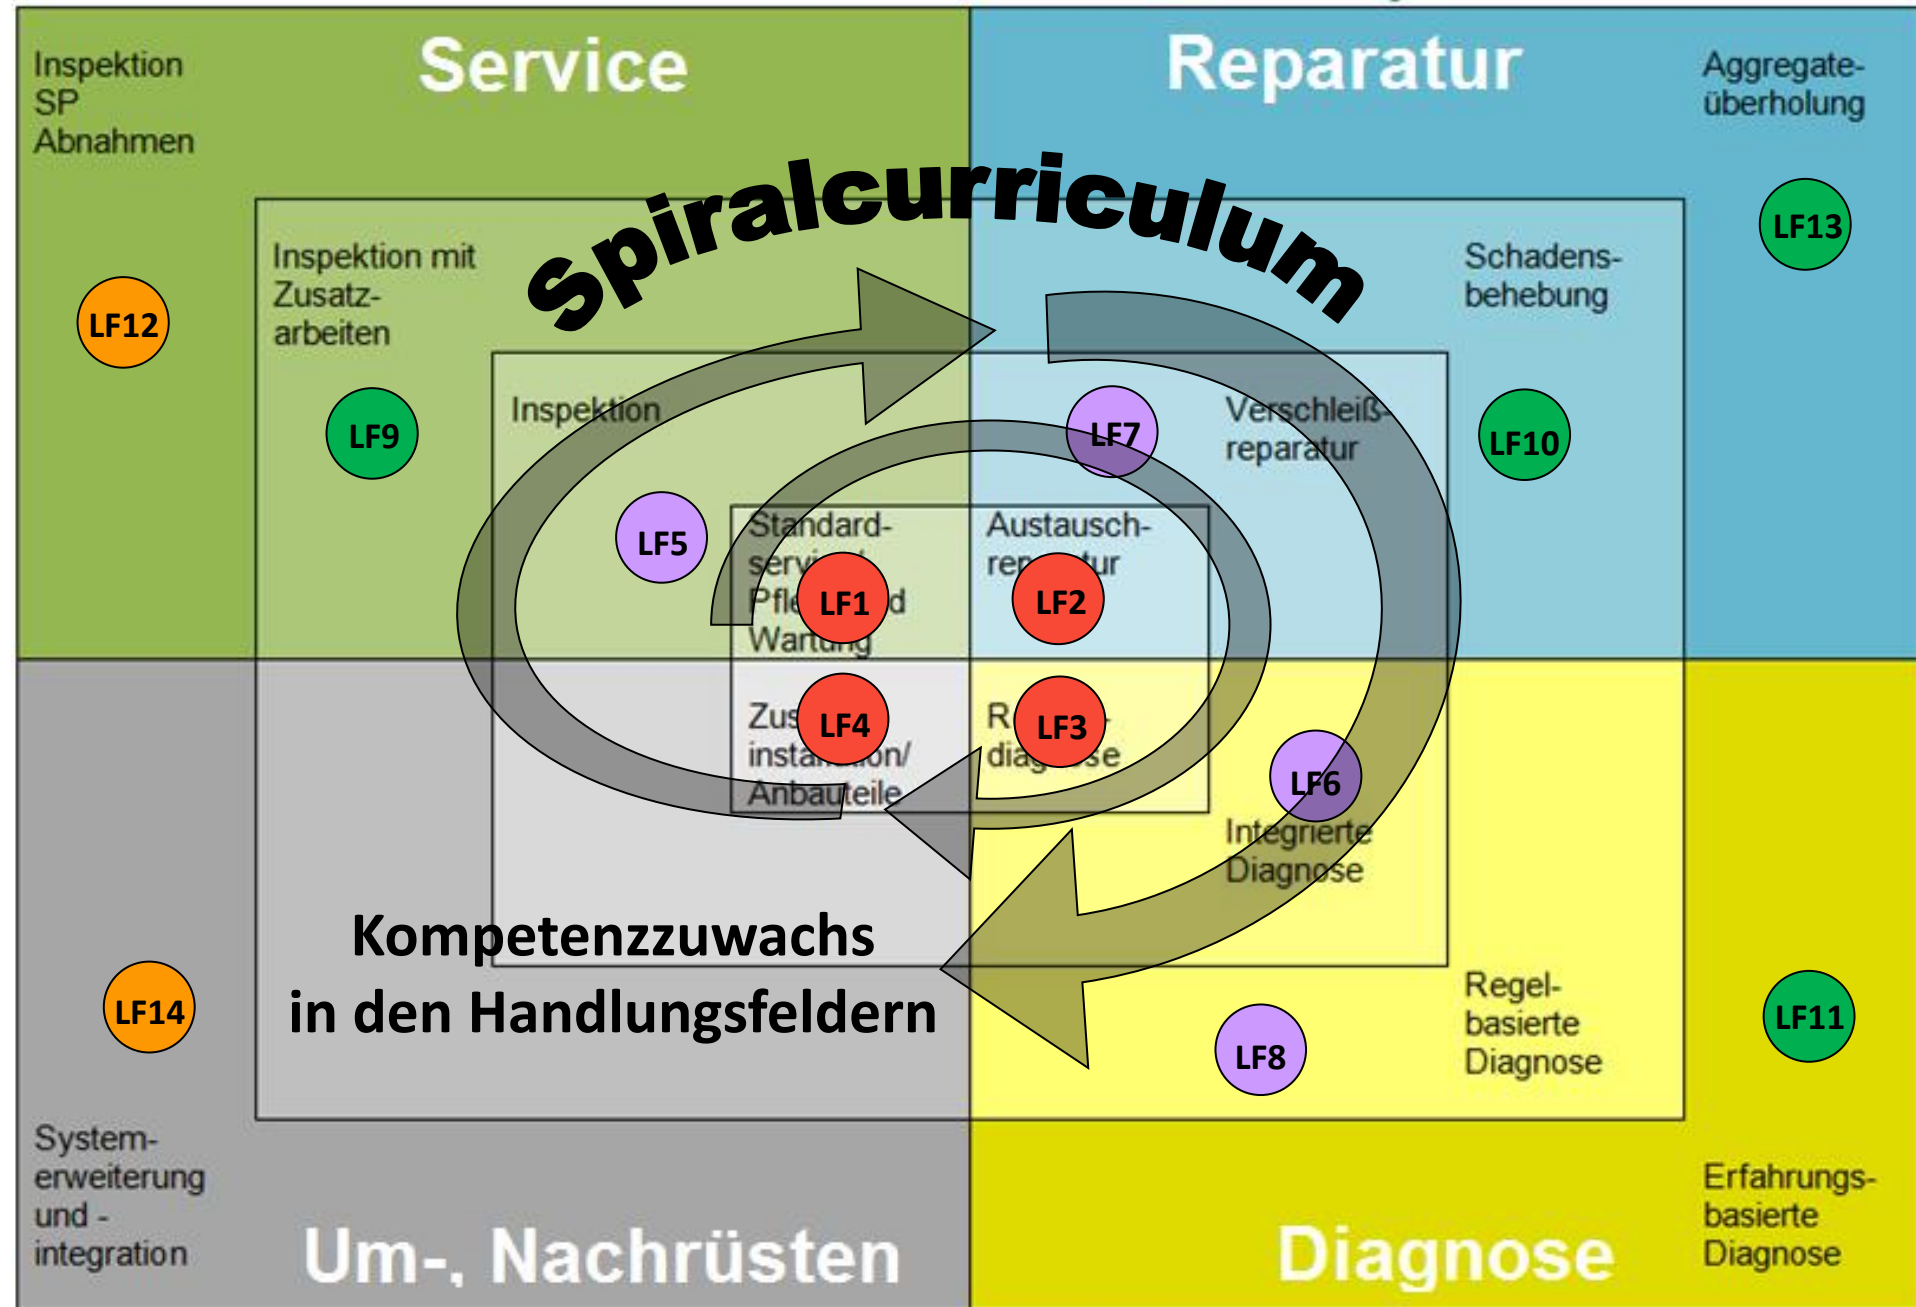 Service
Reparatur
Inspektion
SP
Abnahmen
Aggregate-
überholung
Spiralcurriculum
LF13
Inspektion mit
Zusatz-
arbeiten
Schadens-
behebung
LF12
LF9
Inspektion
LF7
Verschleiß-
reparatur
LF10
LF5
Standard-
Wartung
Austausch-
LF1
LF2
LF4
LF3
Anbauteile
LF6
Integrierte
Diagnose
Kompetenzzuwachs
in den Handlungsfeldern
LF14
LF8
Regel-
basierte
Diagnose
LF11
System-
erweiterung
und -
integration
Um-, Nachrüsten
Diagnose
Erfahrungs-
basierte
Diagnose